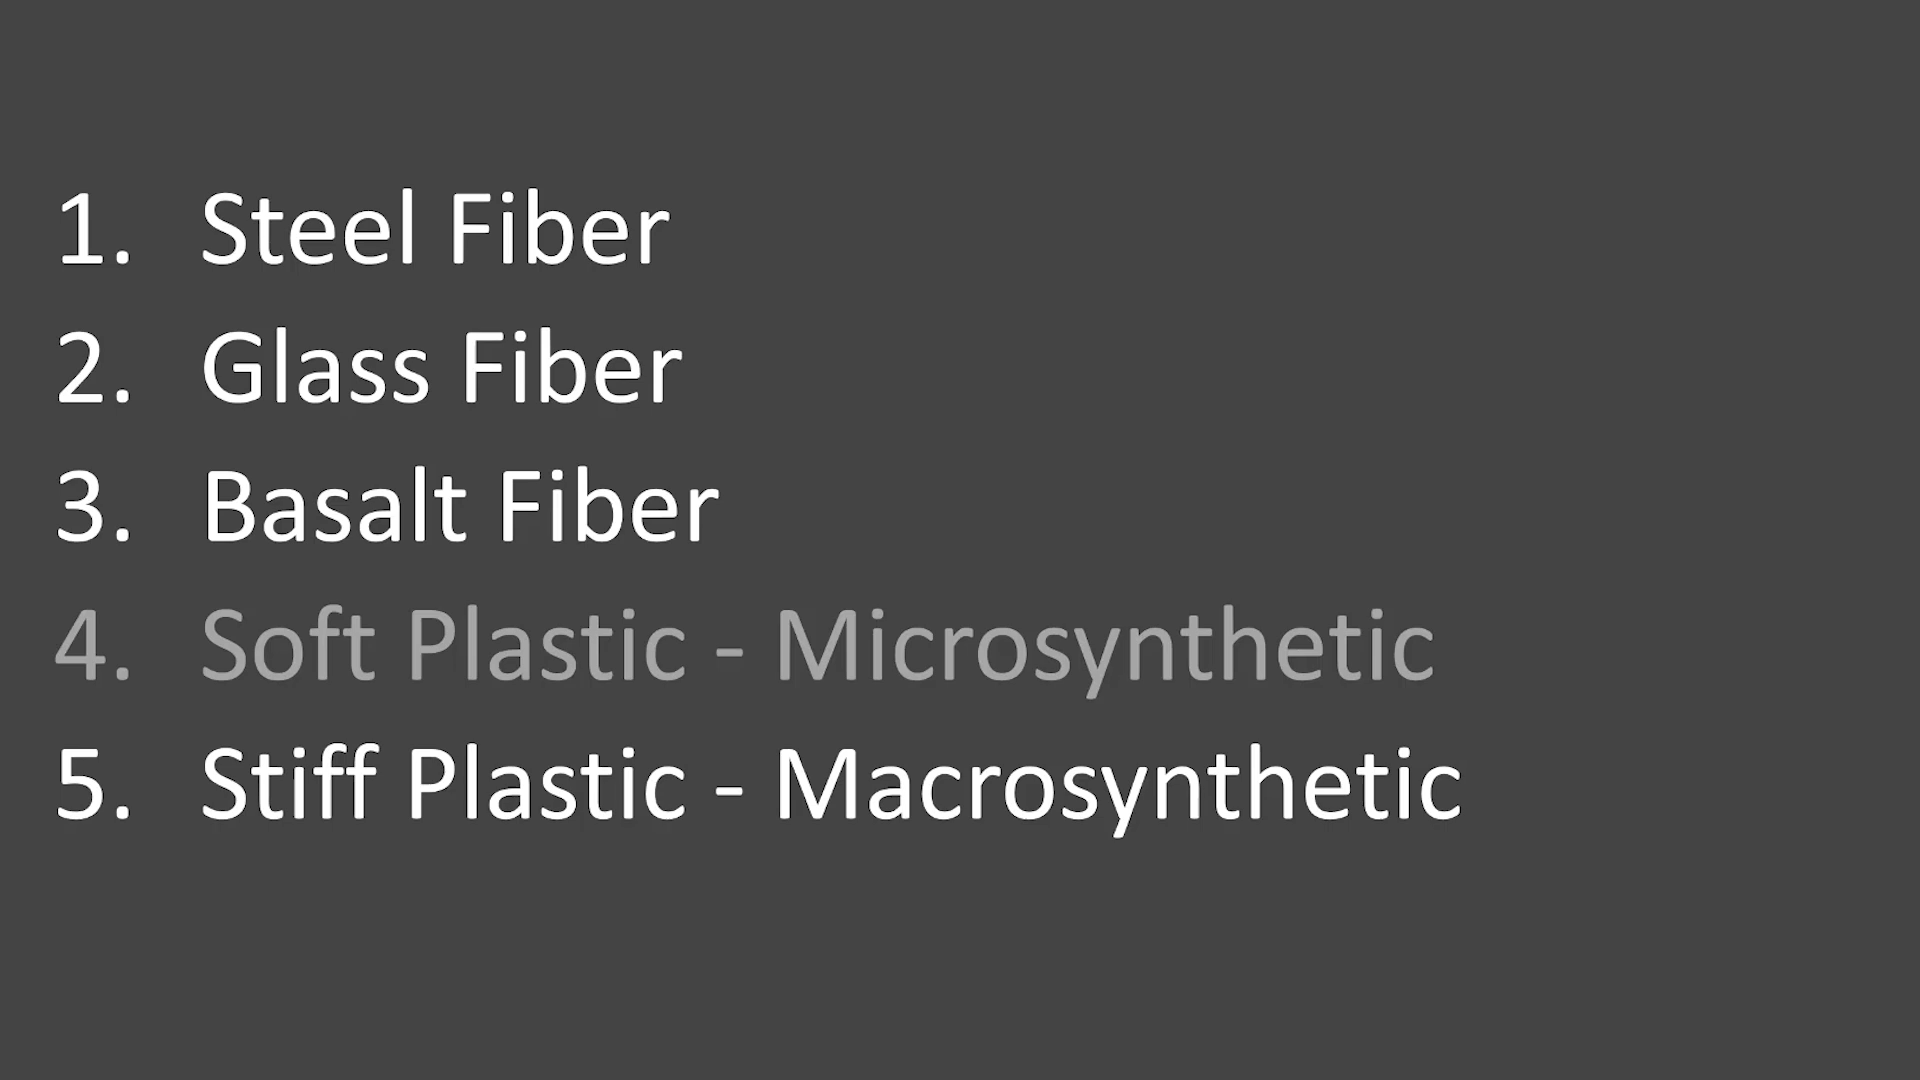 1. Steel Fiber
2. Glass Fiber
3. Basalt Fiber
4. Soft Plastic - Microsynthetic
5. Stiff Plastic - Macrosynthetic